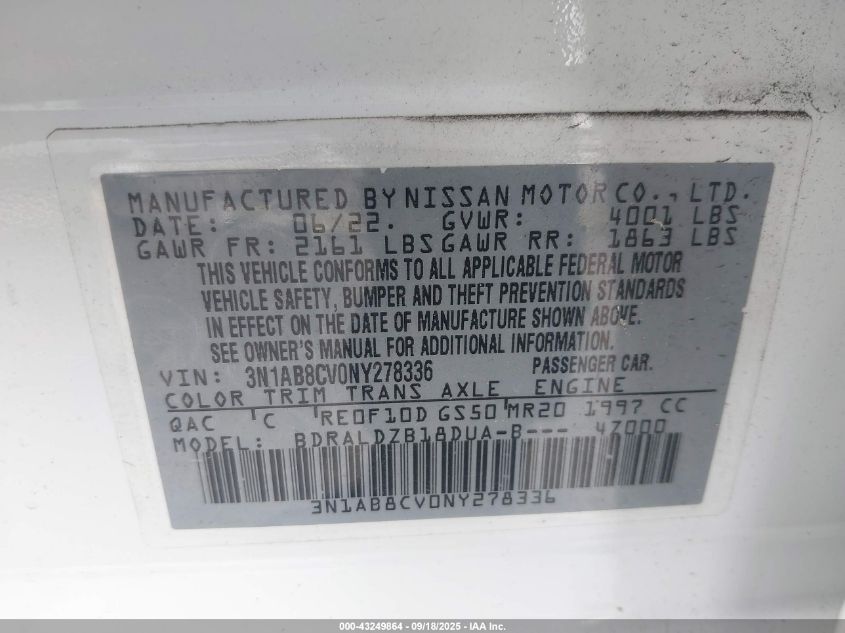 MANUFACTURED BY NISSAN MOTOR CO., LTD.
DATE: 06/22. GVWR: 4001 LBS
GAWR FR: 2161 LBS GAWR RR: 1863 LBS
THIS VEHICLE CONFORMS TO ALL APPLICABLE FEDERAL MOTOR
VEHICLE SAFETY, BUMPER AND THEFT PREVENTION STANDARDS
IN EFFECT ON THE DATE OF MANUFACTURE SHOWN ABOVE.
SEE OWNER'S MANUAL FOR ADDITIONAL INFORMATION.
VIN: 3N1AB8CV0NY278336 PASSENGER CAR.
COLOR TRIM TRANS AXLE ENGINE
QAC C RE0F10D GS50 MR20 1997 CC
MODEL: BDRALDZB18DUA-B--- 47000
3N1AB8CV0NY278336
000-43249864 - 09/18/2025 - IAA Inc.